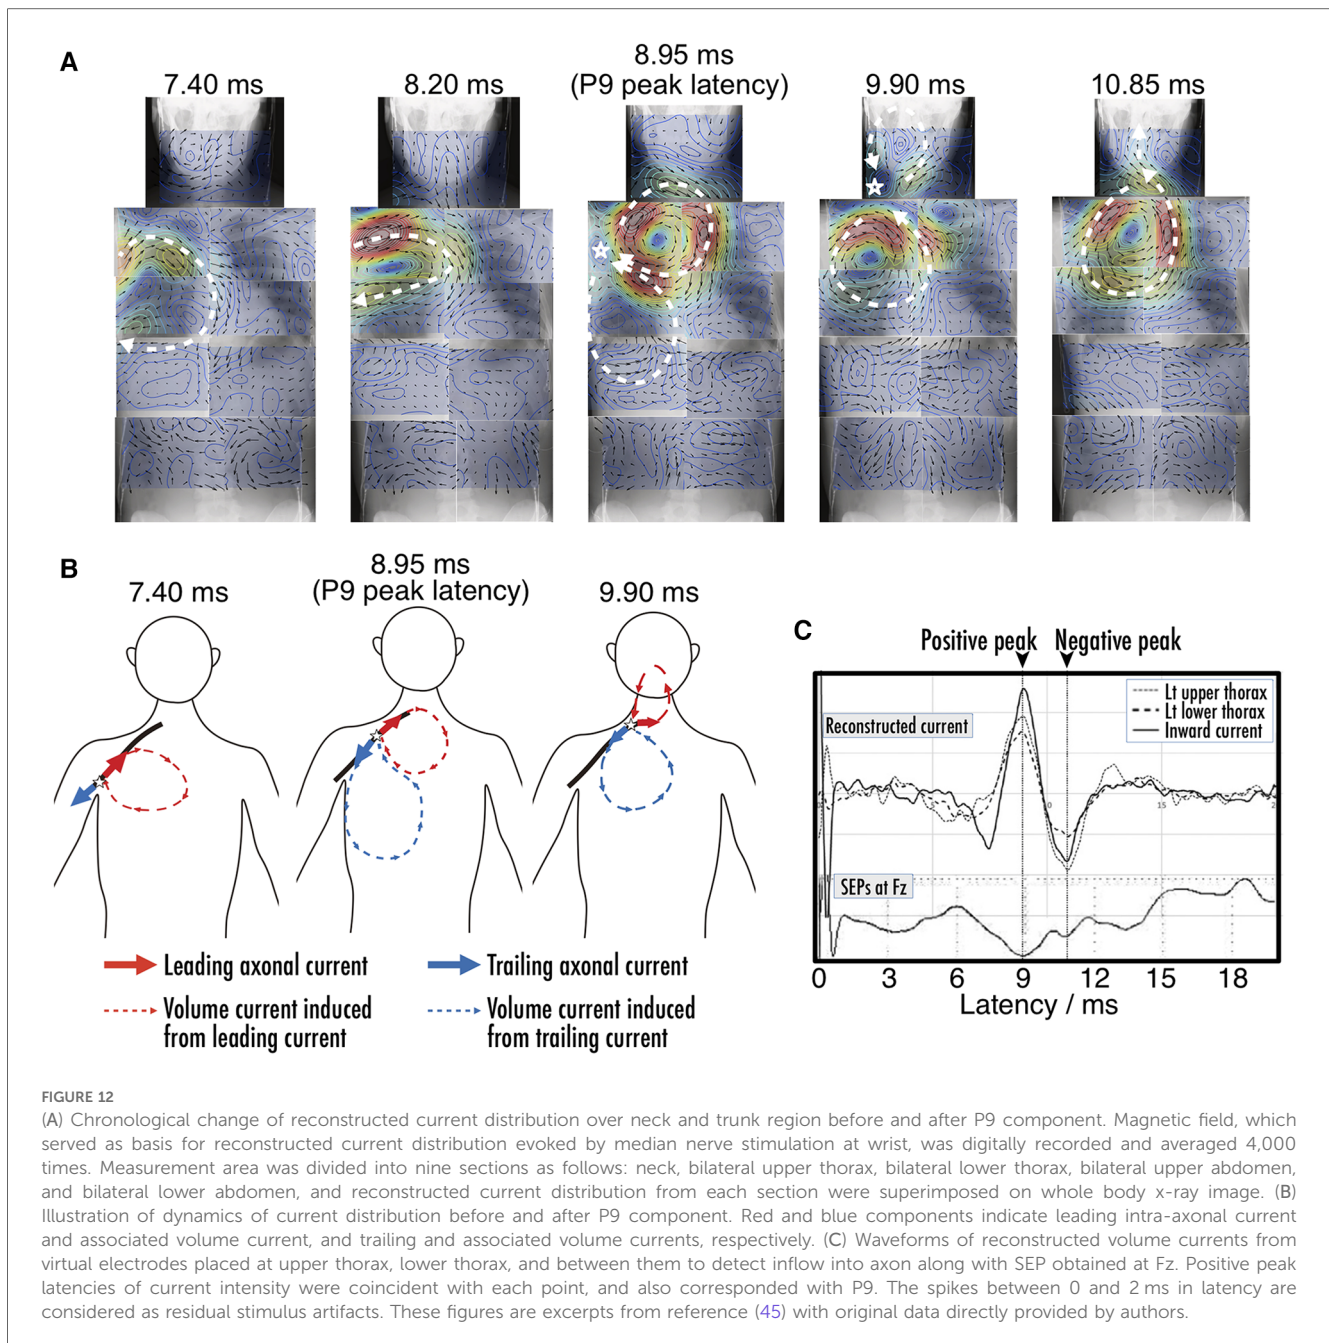 A
7.40 ms
8.20 ms
8.95 ms
(P9 peak latency)
9.90 ms
10.85 ms
B
7.40 ms
8.95 ms
(P9 peak latency)
9.90 ms
Leading axonal current
Trailing axonal current
Volume current induced
from leading current
Volume current induced
from trailing current
C
Positive peak
Negative peak
Lt upper thorax
Lt lower thorax
Inward current
Reconstructed current
15
SEPs at Fz
0 3 6 9 12 15 18
Latency / ms
FIGURE 12
(A) Chronological change of reconstructed current distribution over neck and trunk region before and after P9 component. Magnetic field, which
served as basis for reconstructed current distribution evoked by median nerve stimulation at wrist, was digitally recorded and averaged 4,000
times. Measurement area was divided into nine sections as follows: neck, bilateral upper thorax, bilateral lower thorax, bilateral upper abdomen,
and bilateral lower abdomen, and reconstructed current distribution from each section were superimposed on whole body x-ray image. (B)
Illustration of dynamics of current distribution before and after P9 component. Red and blue components indicate leading intra-axonal current
and associated volume current, and trailing and associated volume currents, respectively. (C) Waveforms of reconstructed volume currents from
virtual electrodes placed at upper thorax, lower thorax, and between them to detect inflow into axon along with SEP obtained at Fz. Positive peak
latencies of current intensity were coincident with each point, and also corresponded with P9. The spikes between 0 and 2 ms in latency are
considered as residual stimulus artifacts. These figures are excerpts from reference (45) with original data directly provided by authors.